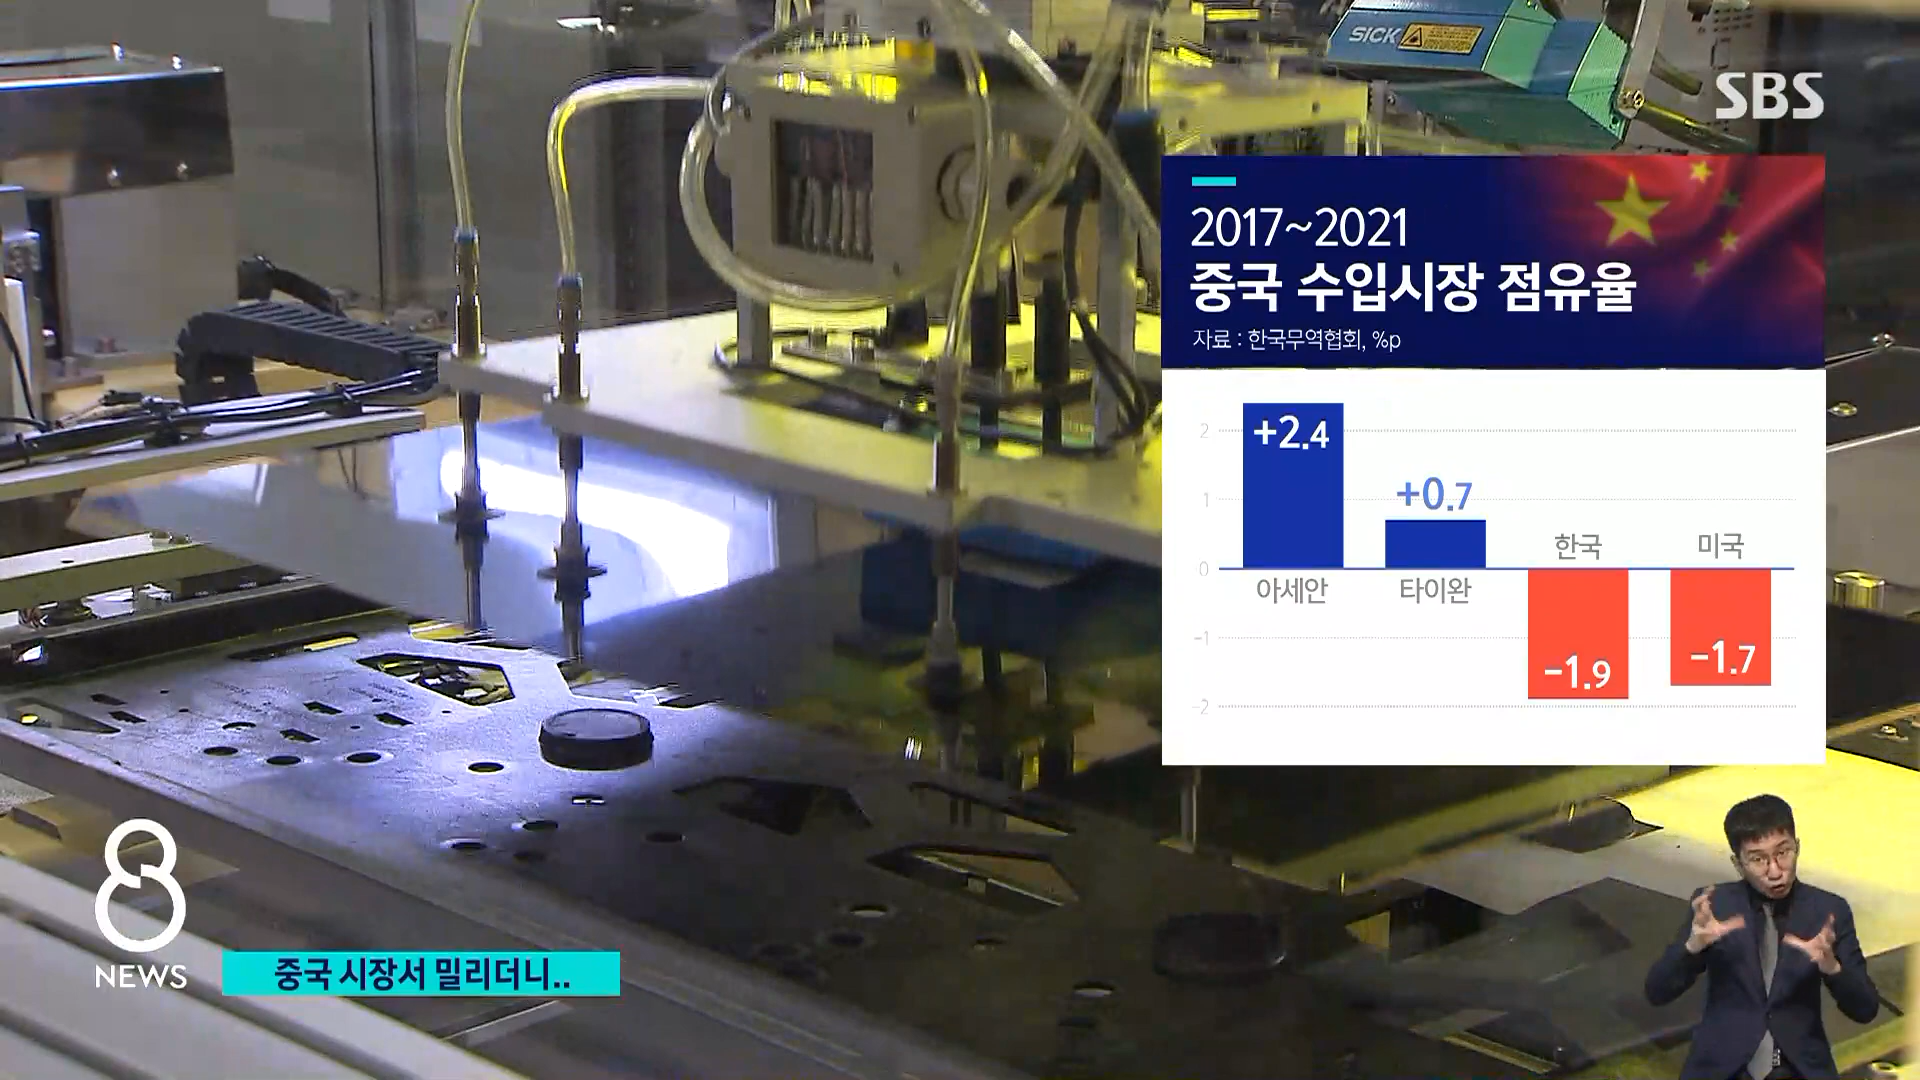 SICK
SBS
2017~2021
중국 수입시장 점유율
자료 : 한국무역협회, %p
2
1
0
-1
-2
+2.4
+0.7
-1.9
-1.7
아세안
타이완
한국
미국
8
NEWS
중국 시장서 밀리더니..